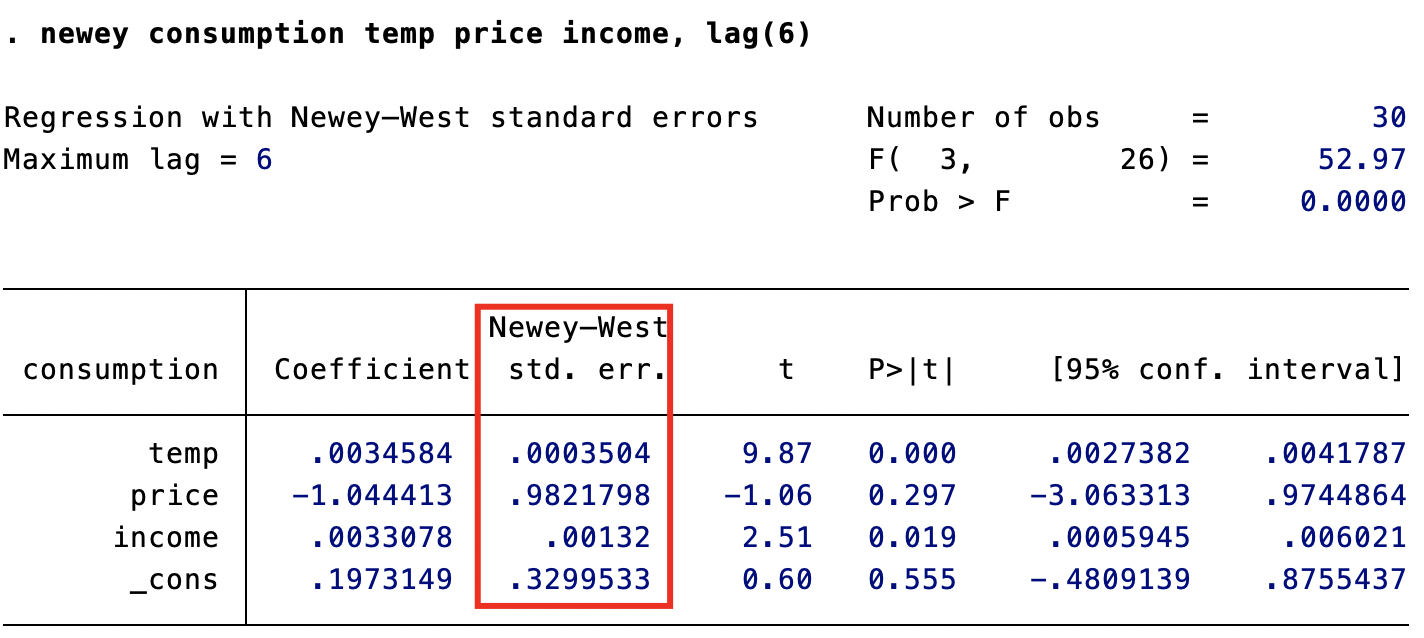 . newey consumption temp price income, lag(6)
Regression with Newey–West standard errors Number of obs = 30
Maximum lag = 6 F( 3, 26) = 52.97
Prob > F = 0.0000
Newey–West
consumption Coefficient std. err. t P>|t| [95% conf. interval]
temp .0034584 .0003504 9.87 0.000 .0027382 .0041787
price -1.044413 .9821798 -1.06 0.297 -3.063313 .9744864
income .0033078 .00132 2.51 0.019 .0005945 .006021
_cons .1973149 .3299533 0.60 0.555 -.4809139 .8755437